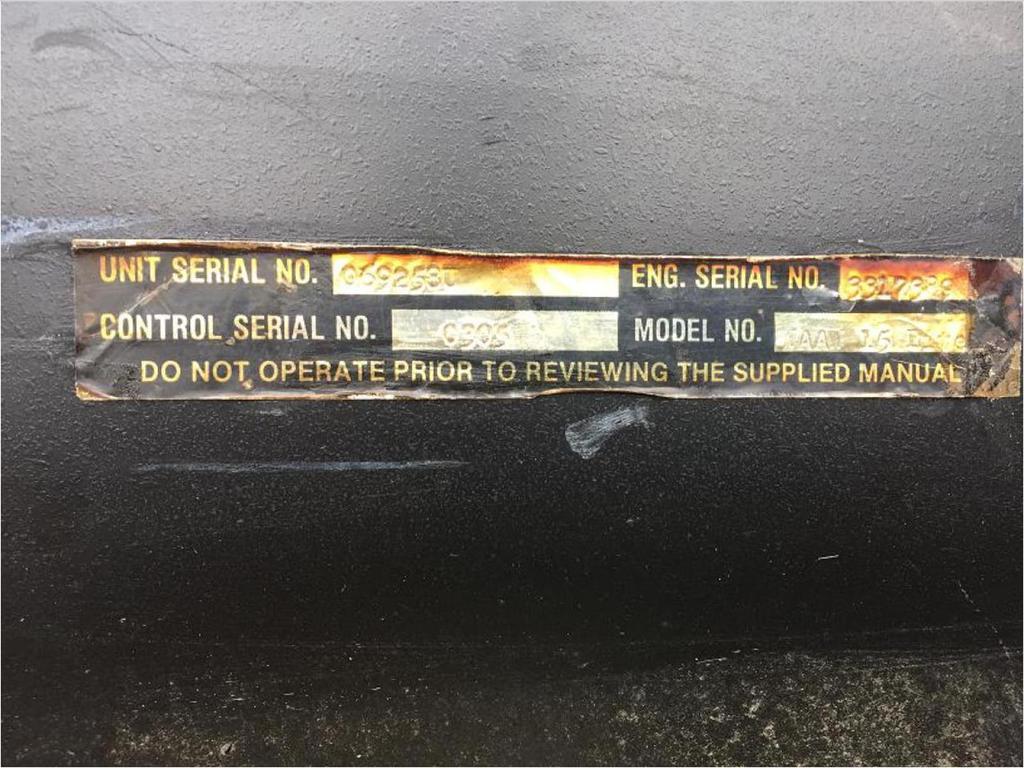 UNIT SERIAL NO. ENG. SERIAL NO.
CONTROL SERIAL NO. MODEL NO.
DO NOT OPERATE PRIOR TO REVIEWING THE SUPPLIED MANUAL